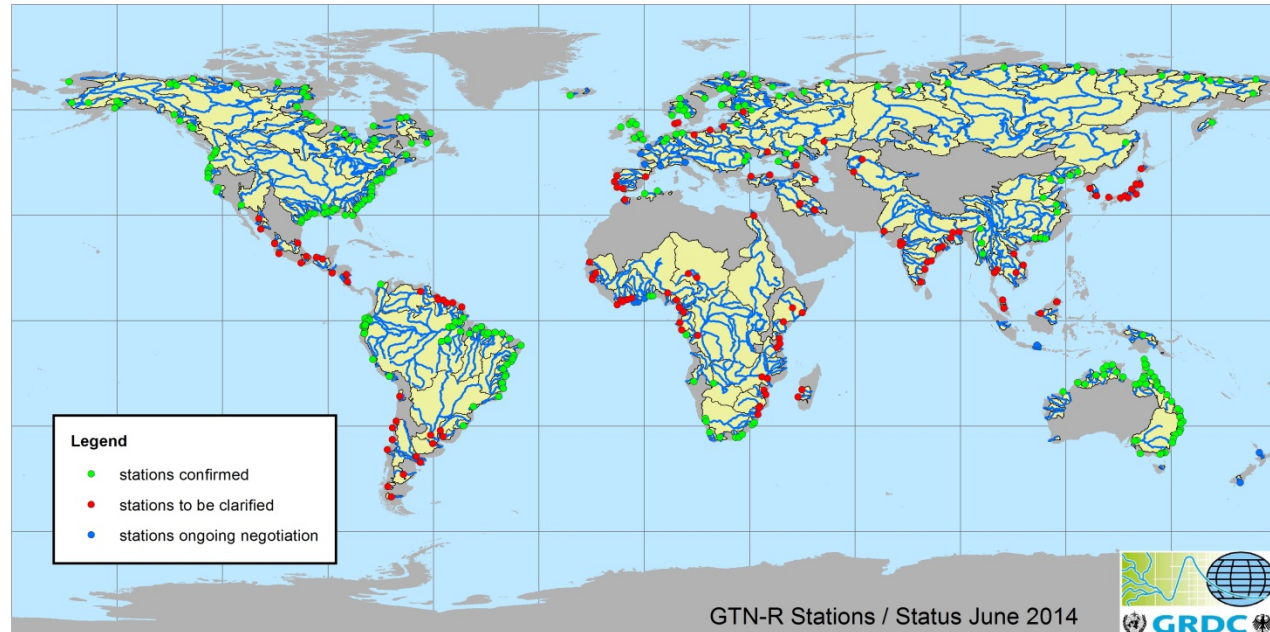 Legend
stations confirmed
stations to be clarified
stations ongoing negotiation
GTN-R Stations / Status June 2014
GRDC